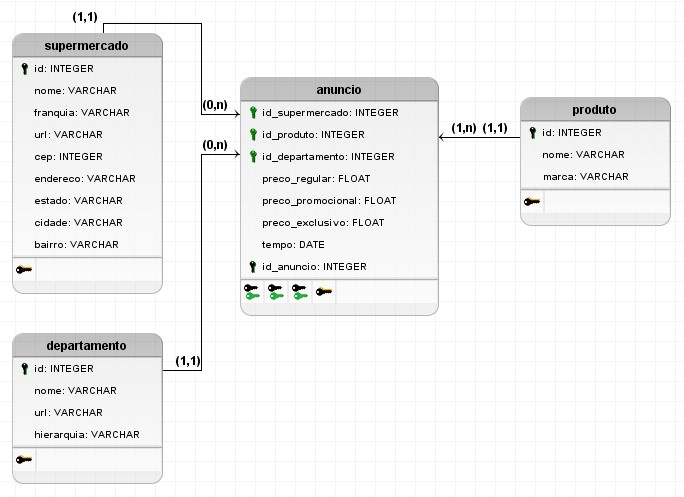 (1,1)
supermercado
id: INTEGER
nome: VARCHAR
franquia: VARCHAR
url: VARCHAR
cep: INTEGER
endereco: VARCHAR
estado: VARCHAR
cidade: VARCHAR
bairro: VARCHAR
(0,n)
(0,n)
anuncio
id_supermercado: INTEGER
id_produto: INTEGER
id_departamento: INTEGER
preco_regular: FLOAT
preco_promocional: FLOAT
preco_exclusivo: FLOAT
tempo: DATE
id_anuncio: INTEGER
(1,n) (1,1)
produto
id: INTEGER
nome: VARCHAR
marca: VARCHAR
departamento
(1,1)
id: INTEGER
nome: VARCHAR
url: VARCHAR
hierarquia: VARCHAR